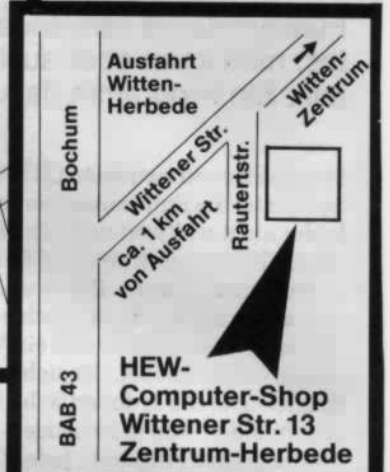 Ausfahrt
Witten-
Herbede
Bochum
Witten-
Zentrum
Wittener Str.
ca. 1 km
von Ausfahrt
Rautertstr.
BAB 43
HEW-
Computer-Shop
Wittener Str. 13
Zentrum-Herbede